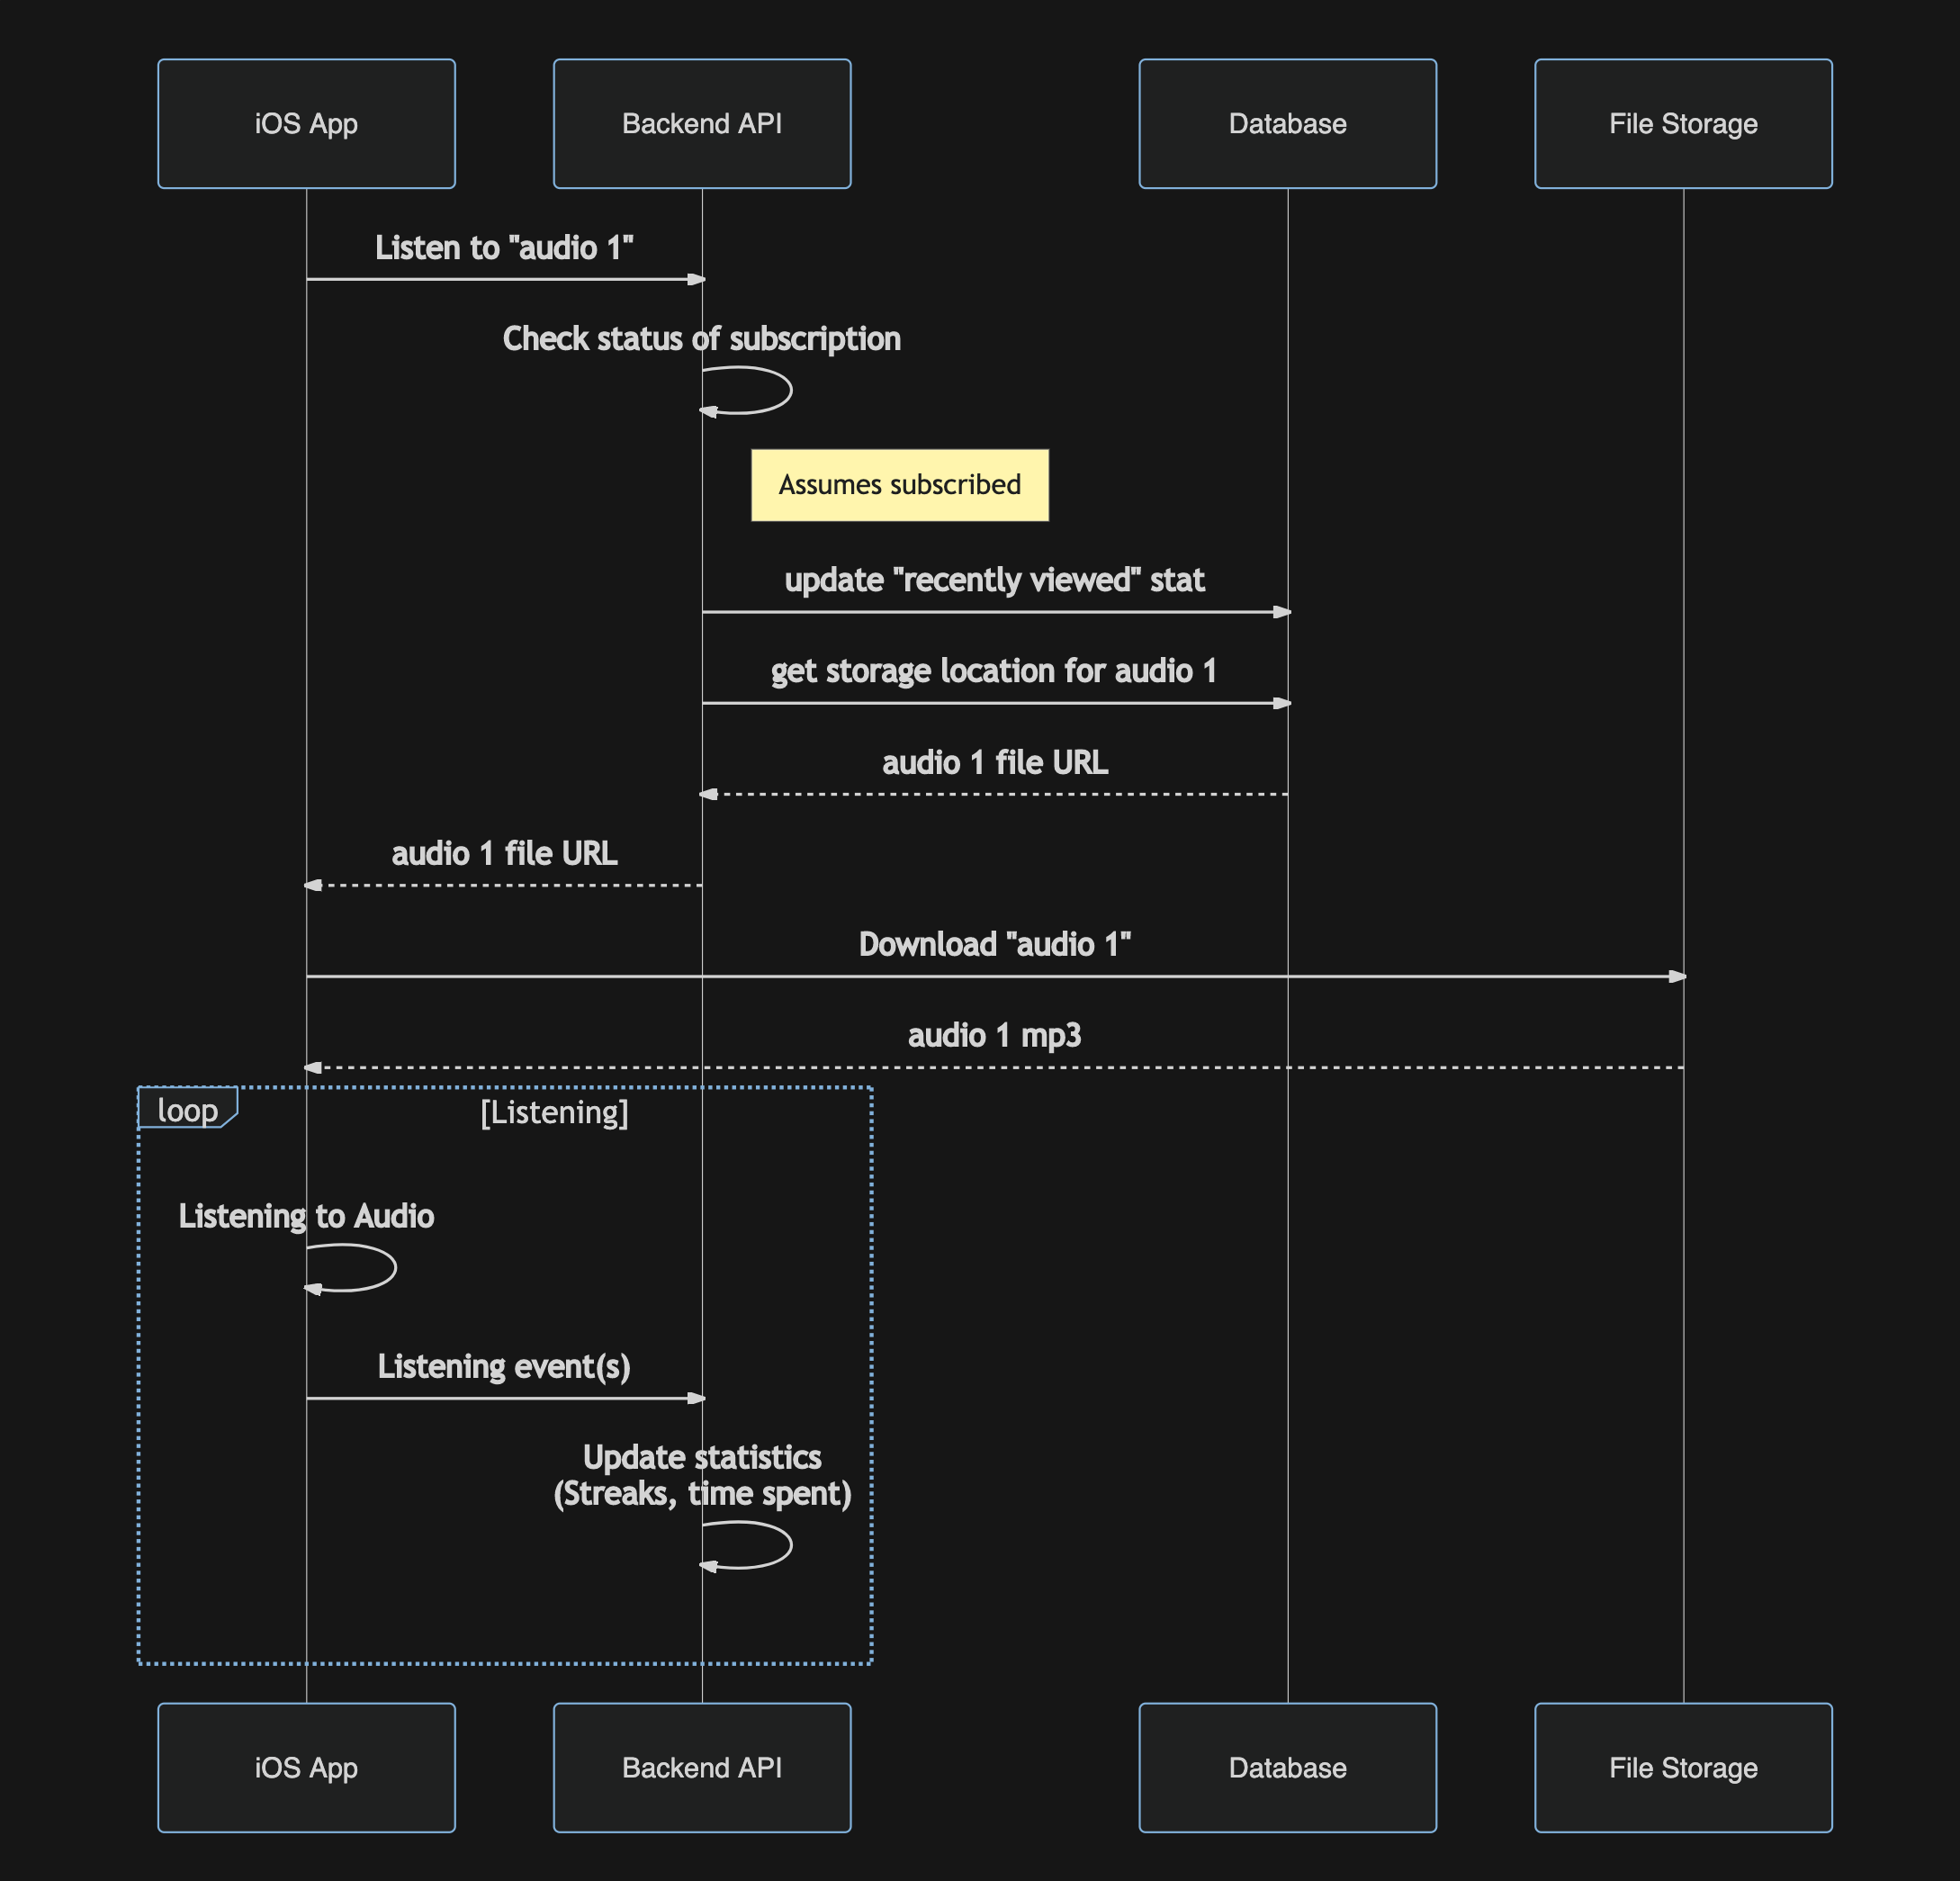 iOS App
Backend API
Database
File Storage
Listen to "audio 1"
Check status of subscription
Assumes subscribed
update "recently viewed" stat
get storage location for audio 1
audio 1 file URL
audio 1 file URL
Download "audio 1"
audio 1 mp3
loop
[Listening]
Listening to Audio
Listening event(s)
Update statistics
(Streaks, time spent)
iOS App
Backend API
Database
File Storage